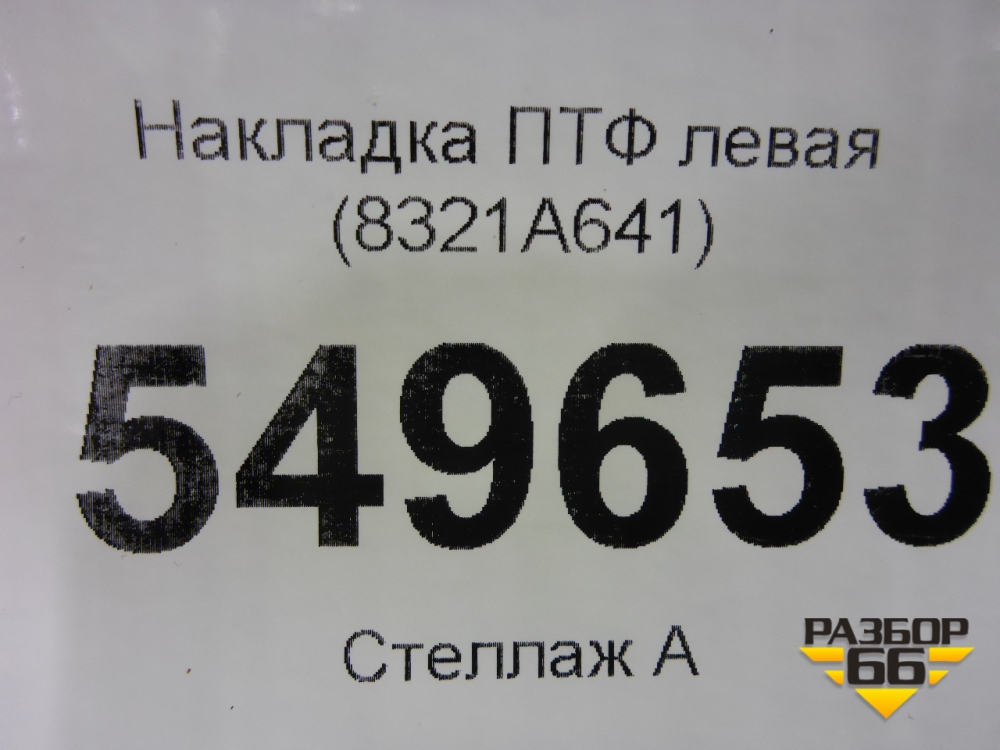 Накладка ПТФ левая
(8321A641)
549653
Стеллаж А
РАЗБОР
66